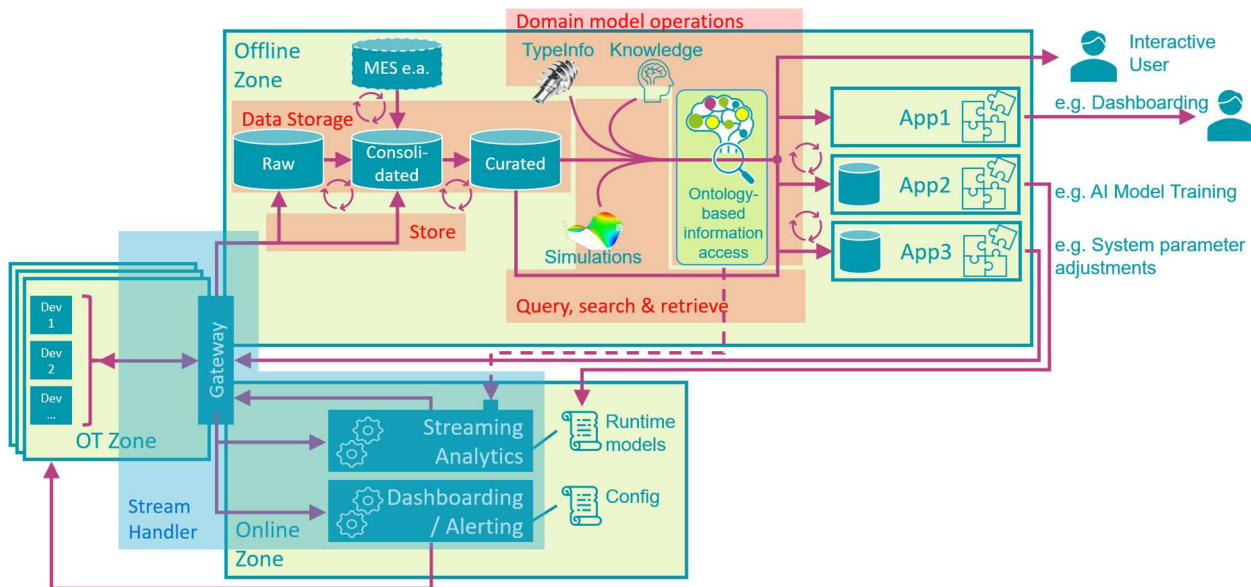 Domain model operations
Offline
Zone
MES e.a.
TypeInfo
Knowledge
Interactive
User
Data Storage
Raw
Consoli-
dated
Curated
App1
e.g. Dashboarding
Ontology-
based
information
access
App2
e.g. AI Model Training
Store
Simulations
App3
e.g. System parameter
adjustments
Query, search & retrieve
Dev
1
Dev
2
Dev
...
OT Zone
Gateway
Streaming
Analytics
Runtime
models
Dashboarding
/ Alerting
Config
Stream
Handler
Online
Zone